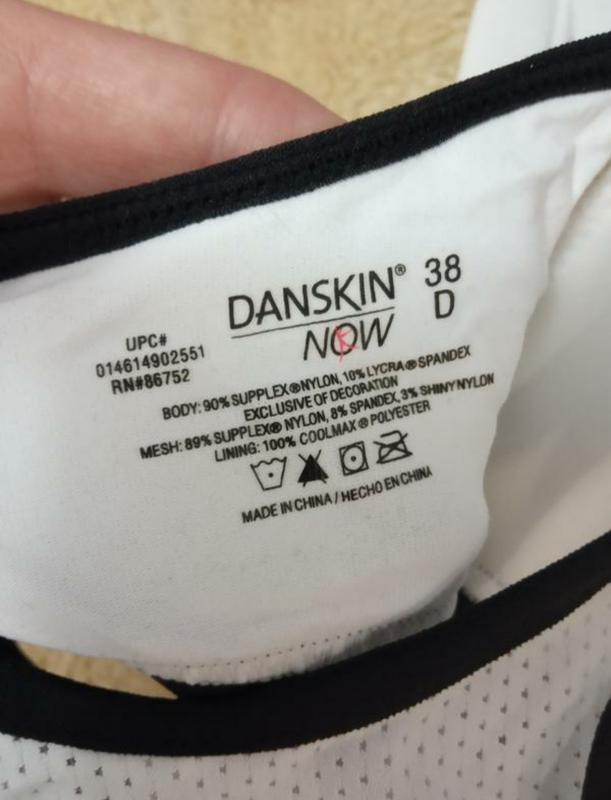 DANSKIN® 38
NOW D
UPC#
014614902551
RN#86752
BODY: 90% SUPPLEX® NYLON, 10% LYCRA® SPANDEX
EXCLUSIVE OF DECORATION
MESH: 89% SUPPLEX® NYLON, 8% SPANDEX, 3% SHINY NYLON
LINING: 100% COOLMAX® POLYESTER
MADE IN CHINA / HECHO EN CHINA